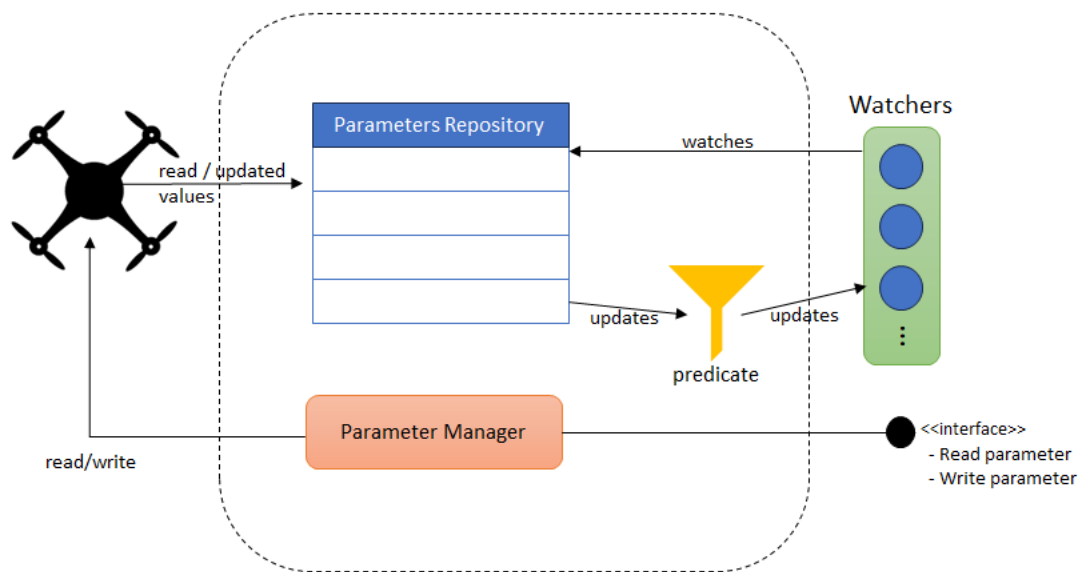 Watchers
Parameters Repository
watches
read / updated
values
updates
updates
predicate
Parameter Manager
<<interface>>
- Read parameter
- Write parameter
read/write